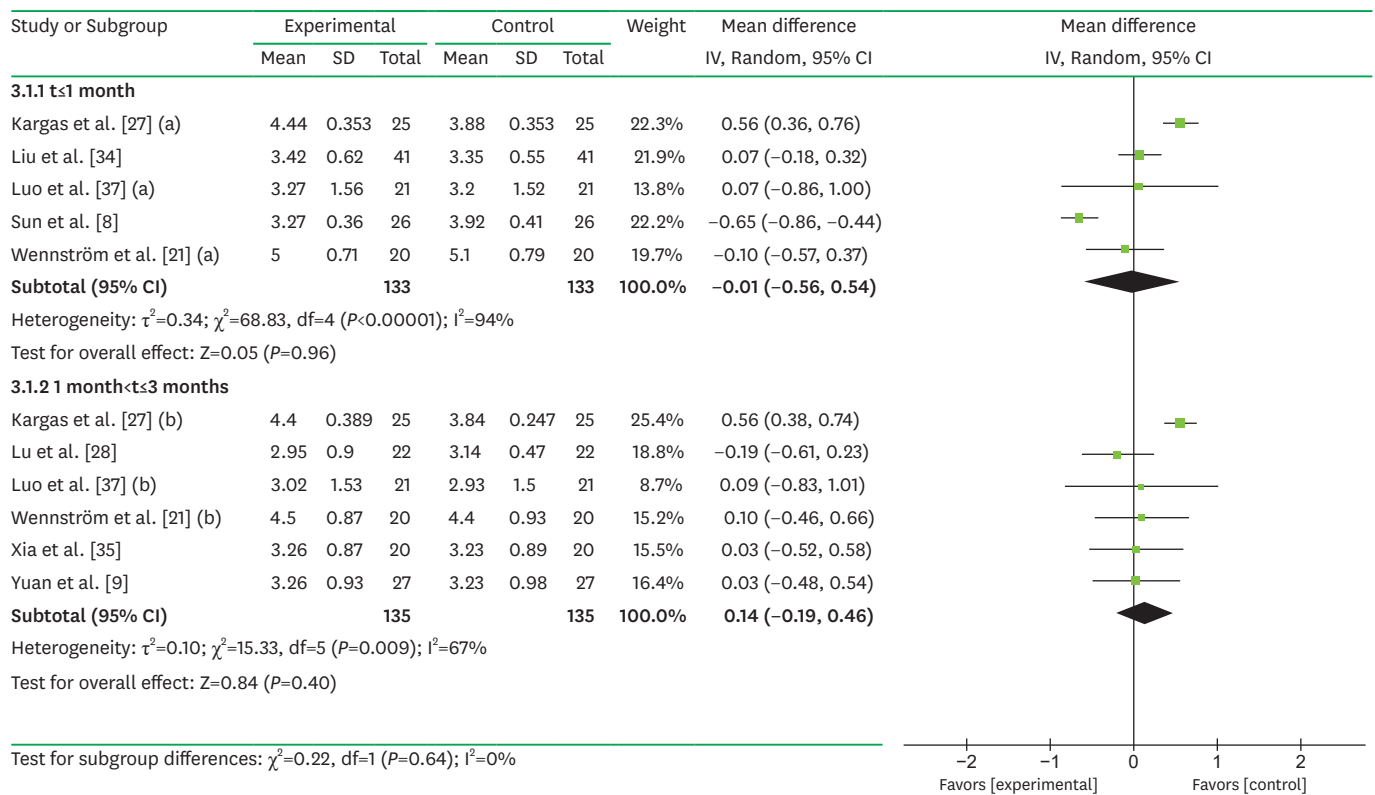 Study or Subgroup Experimental Control Weight Mean difference Mean difference
Mean SD Total Mean SD Total IV, Random, 95% CI IV, Random, 95% CI
3.1.1 t≤1 month
Kargas et al. [27] (a) 4.44 0.353 25 3.88 0.353 25 22.3% 0.56 (0.36, 0.76)
Liu et al. [34] 3.42 0.62 41 3.35 0.55 41 21.9% 0.07 (−0.18, 0.32)
Luo et al. [37] (a) 3.27 1.56 21 3.2 1.52 21 13.8% 0.07 (−0.86, 1.00)
Sun et al. [8] 3.27 0.36 26 3.92 0.41 26 22.2% −0.65 (−0.86, −0.44)
Wennström et al. [21] (a) 5 0.71 20 5.1 0.79 20 19.7% −0.10 (−0.57, 0.37)
Subtotal (95% CI) 133 133 100.0% −0.01 (−0.56, 0.54)
Heterogeneity: τ²=0.34; χ²=68.83, df=4 (P<0.00001); I²=94%
Test for overall effect: Z=0.05 (P=0.96)
3.1.2 1 month<t≤3 months
Kargas et al. [27] (b) 4.4 0.389 25 3.84 0.247 25 25.4% 0.56 (0.38, 0.74)
Lu et al. [28] 2.95 0.9 22 3.14 0.47 22 18.8% −0.19 (−0.61, 0.23)
Luo et al. [37] (b) 3.02 1.53 21 2.93 1.5 21 8.7% 0.09 (−0.83, 1.01)
Wennström et al. [21] (b) 4.5 0.87 20 4.4 0.93 20 15.2% 0.10 (−0.46, 0.66)
Xia et al. [35] 3.26 0.87 20 3.23 0.89 20 15.5% 0.03 (−0.52, 0.58)
Yuan et al. [9] 3.26 0.93 27 3.23 0.98 27 16.4% 0.03 (−0.48, 0.54)
Subtotal (95% CI) 135 135 100.0% 0.14 (−0.19, 0.46)
Heterogeneity: τ²=0.10; χ²=15.33, df=5 (P=0.009); I²=67%
Test for overall effect: Z=0.84 (P=0.40)
Test for subgroup differences: χ²=0.22, df=1 (P=0.64); I²=0%
−2 −1 0 1 2
Favors [experimental] Favors [control]